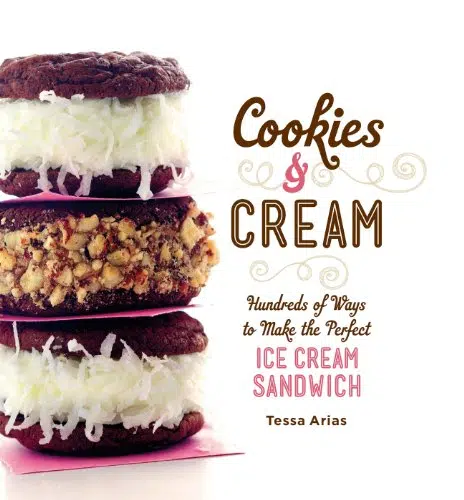 Cookies
&
CREAM
Hundreds of Ways
to Make the Perfect
ICE CREAM
SANDWICH
Tessa Arias